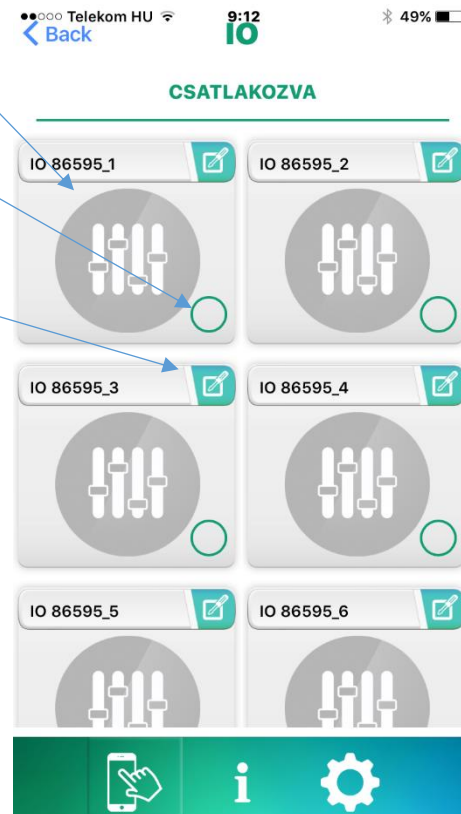 Telekom HU 9:12 49%
Back IO
CSATLAKOZVA
IO 86595_1 IO 86595_2
IO 86595_3 IO 86595_4
IO 86595_5 IO 86595_6
i